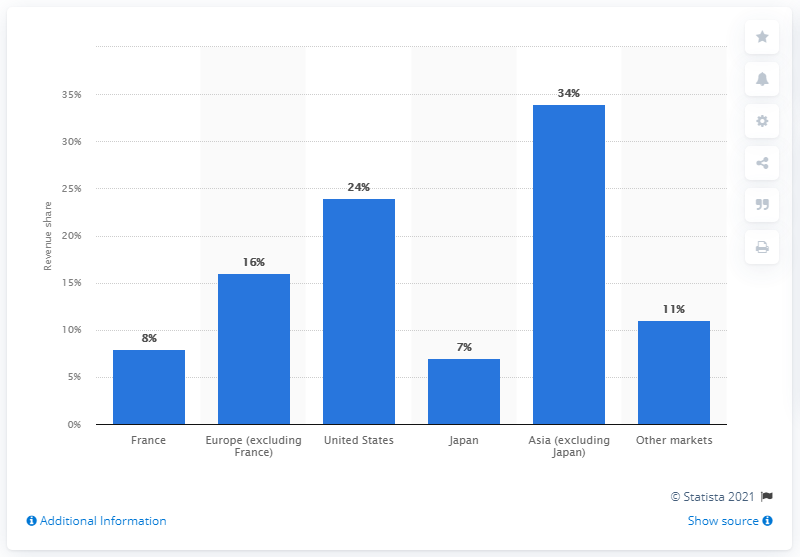 35%
30%
25%
20%
15%
10%
5%
0%
Revenue share
8%
16%
24%
7%
34%
11%
France
Europe (excluding
France)
United States
Japan
Asia (excluding
Japan)
Other markets
© Statista 2021
Additional Information
Show source